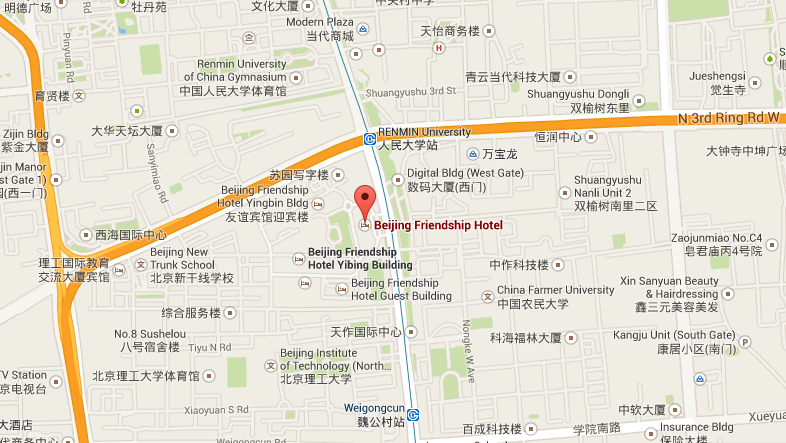 明德广场
牡丹苑
文化大厦
中关村中学
Pinyuan Rd
Modern Plaza
当代商城
天怡商务楼
Renmin University
of China Gymnasium
中国人民大学体育馆
青云当代科技大厦
Jueshengsi
觉生寺
育贤楼
Shuangyushu 3rd St
Shuangyushu Dongli
双榆树东里
N 3rd Ring Rd W
Zijin Bldg
紫金大厦
大华天坛大厦
RENMIN University
人民大学站
恒润中心
Sanyimiao Rd
万宝龙
大钟寺中坤广场
jin Manor
est Gate 1)
园(西一门)
苏园写字楼
Digital Bldg (West Gate)
数码大厦(西门)
Beijing Friendship
Hotel Yingbin Bldg
友谊宾馆迎宾楼
Shuangyushu
Nanli Unit 2
双榆树南里二区
Beijing Friendship Hotel
西海国际中心
Zaojunmiao No.C4
皂君庙丙4号院
理工国际教育
交流大厦宾馆
Beijing New
Trunk School
北京新干线学校
Beijing Friendship
Hotel Yibing Building
中作科技楼
Beijing Friendship
Hotel Guest Building
China Farmer University
中国农民大学
Xin Sanyuan Beauty
& Hairdressing
鑫三元美容美发
综合服务楼
No.8 Sushelou
八号宿舍楼
Tiyu N Rd
天作国际中心
Nongke W Ave
科海福林大厦
Kangju Unit (South Gate)
康居小区(南门)
Beijing Institute
of Technology (North...
北京理工大学
TV Station
京电视台
北京理工大学体育馆
Xiaoyuan S Rd
Weigongcun
魏公村站
中软大厦
大酒店
百成科技楼
学院南路
Insurance Bldg
保险大楼